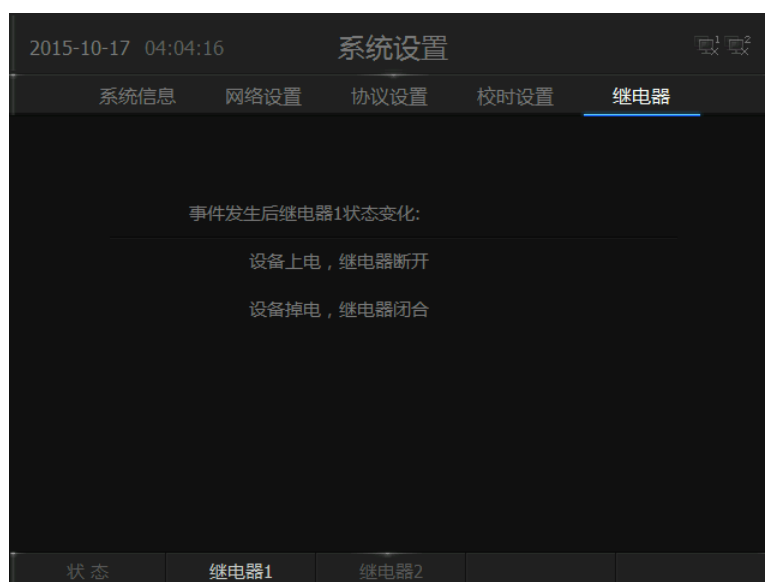 2015-10-17 04:04:16 系统设置 1 2
系统信息 网络设置 协议设置 校时设置 继电器
事件发生后继电器1状态变化:
设备上电，继电器断开
设备掉电，继电器闭合
状 态 继电器1 继电器2